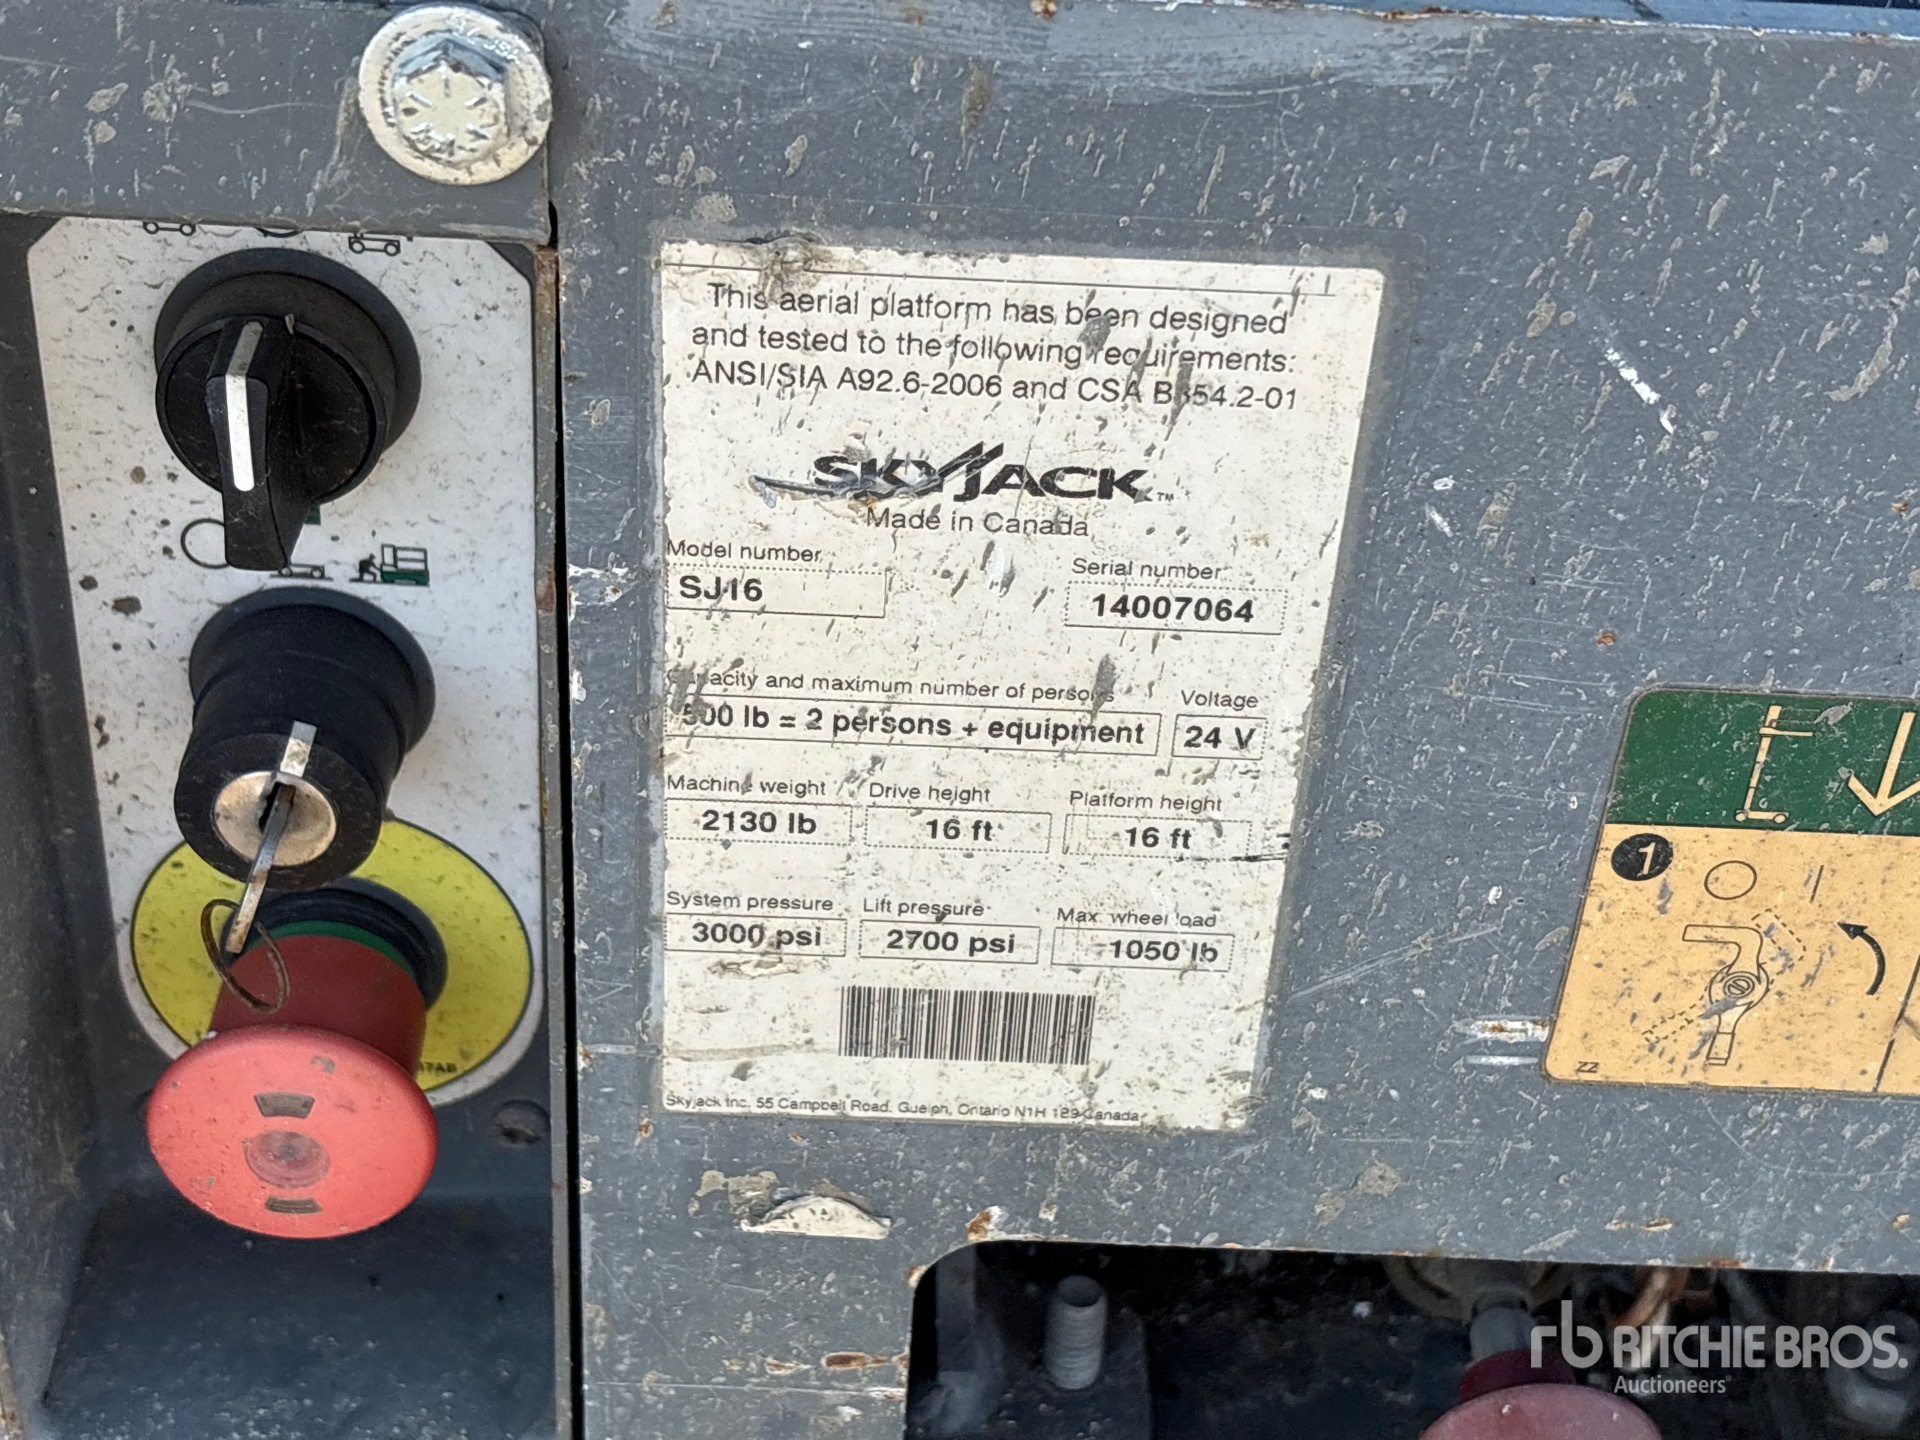 This aerial platform has been designed
and tested to the following requirements:
ANSI/SIA A92.6-2006 and CSA B354.2-01
SKYJACK™
Made in Canada
Model number
SJ16
Serial number
14007064
Capacity and maximum number of persons
500 lb = 2 persons + equipment
Voltage
24 V
Machine weight
2130 lb
Drive height
16 ft
Platform height
16 ft
System pressure
3000 psi
Lift pressure
2700 psi
Max. wheel load
1050 lb
Skyjack Inc. 55 Campbell Road. Guelph, Ontario N1H 1B9 Canada
1
ZZ
rb RITCHIE BROS.
Auctioneers